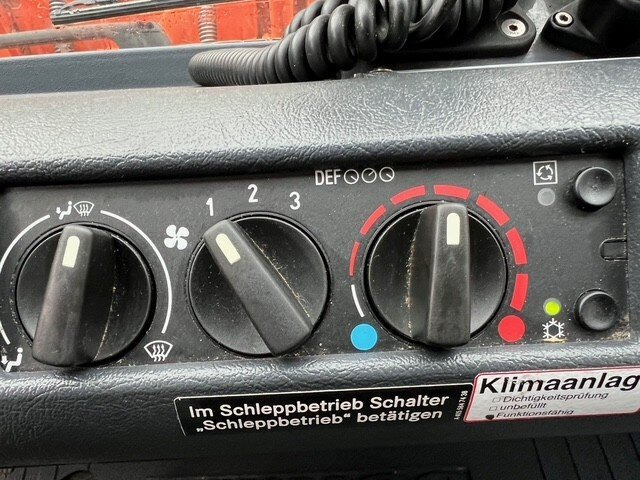 DEF
1 2 3
Im Schleppbetrieb Schalter
„Schleppbetrieb“ betätigen
Klimaanlag
Dichtigkeitsprüfung
unbefüllt
Funktionsfähig